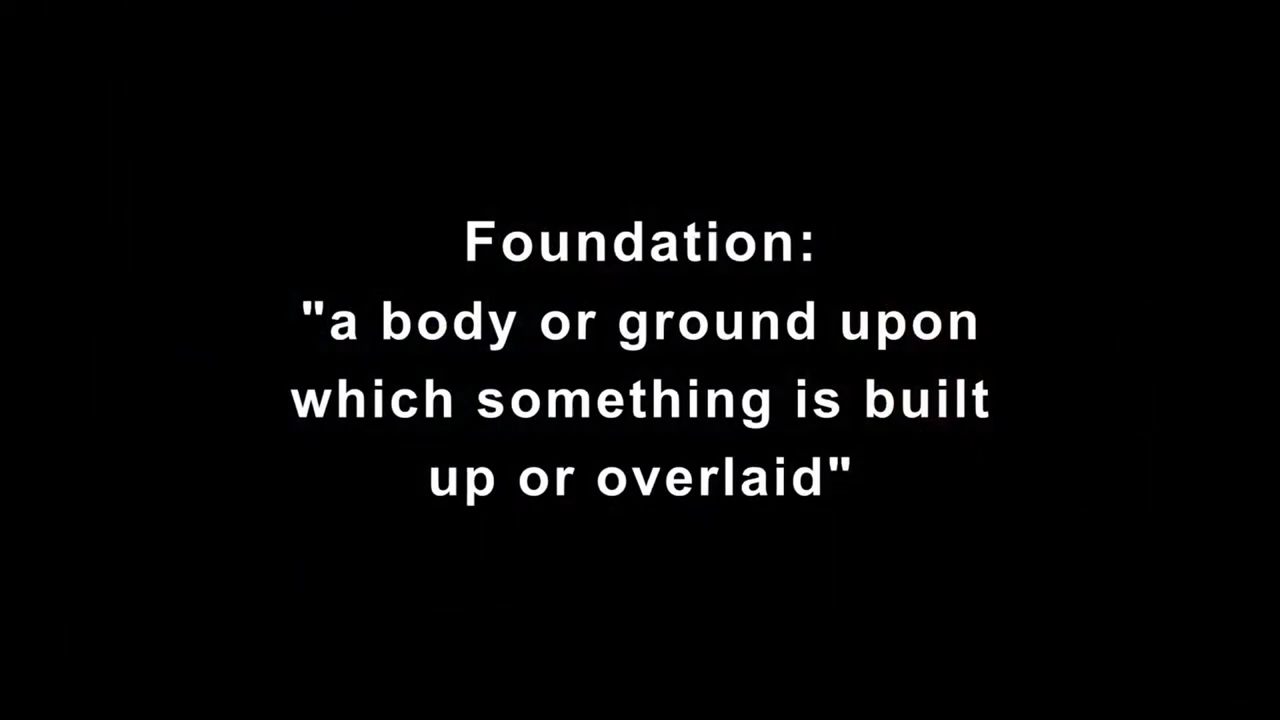 Foundation:
"a body or ground upon
which something is built
up or overlaid"